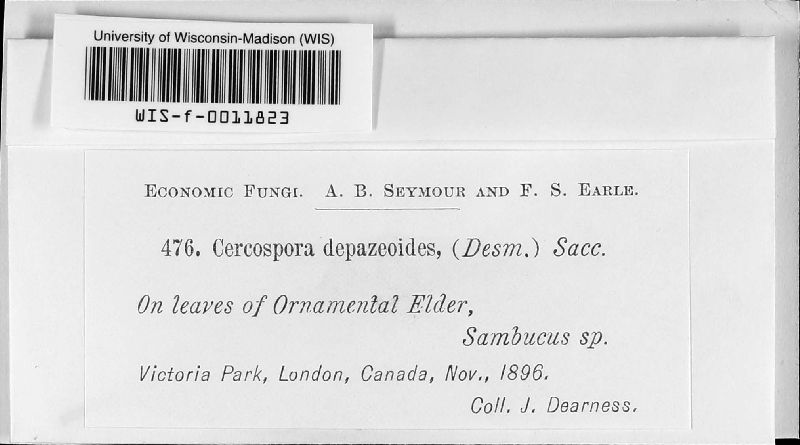 University of Wisconsin-Madison (WIS)
WIS-f-0011823
Economic Fungi. A. B. Seymour and F. S. Earle.
476. Cercospora depazeoides, (Desm.) Sacc.
On leaves of Ornamental Elder,
Sambucus sp.
Victoria Park, London, Canada, Nov., 1896.
Coll. J. Dearness.